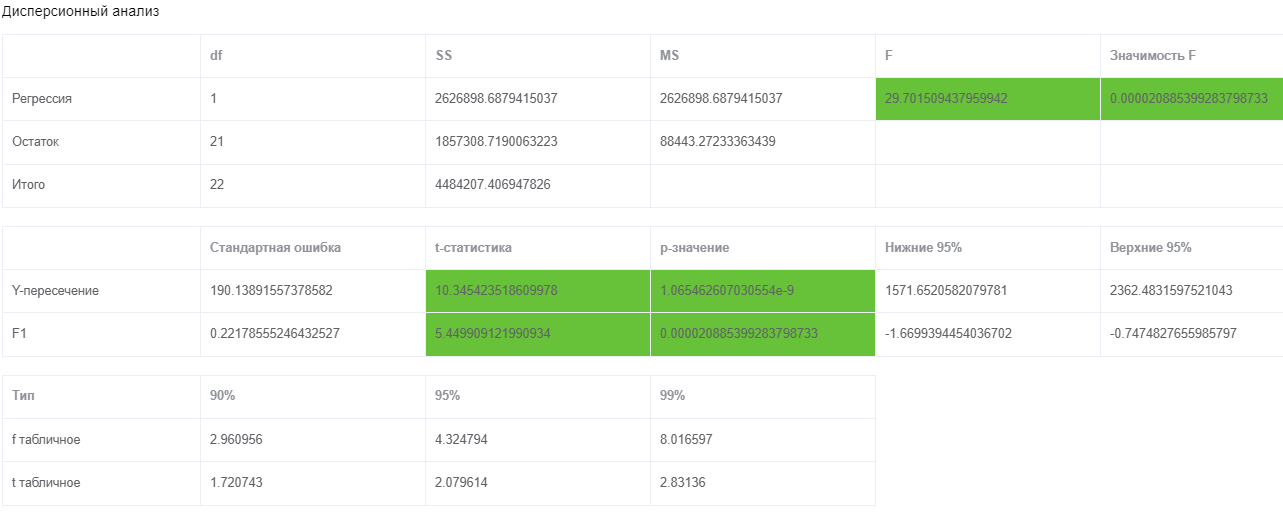 Дисперсионный анализ
df SS MS F Значимость F
Регрессия 1 2626898.6879415037 2626898.6879415037 29.701509437959942 0.000020885399283798733
Остаток 21 1857308.7190063223 88443.27233363439
Итого 22 4484207.406947826
Стандартная ошибка t-статистика p-значение Нижние 95% Верхние 95%
Y-пересечение 190.13891557378582 10.345423518609978 1.065462607030554e-9 1571.6520582079781 2362.4831597521043
F1 0.22178555246432527 5.449909121990934 0.000020885399283798733 -1.6699394454036702 -0.7474827655985797
Тип 90% 95% 99%
f табличное 2.960956 4.324794 8.016597
t табличное 1.720743 2.079614 2.83136